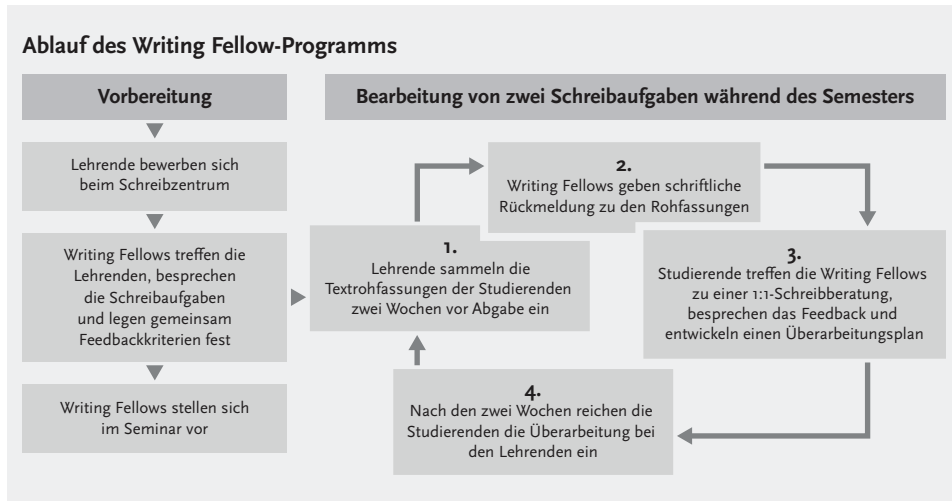 Ablauf des Writing Fellow-Programms
Vorbereitung
Lehrende bewerben sich
beim Schreibzentrum
Writing Fellows treffen die
Lehrenden, besprechen
die Schreibaufgaben
und legen gemeinsam
Feedbackkriterien fest
Writing Fellows stellen sich
im Seminar vor
Bearbeitung von zwei Schreibaufgaben während des Semesters
1.
Lehrende sammeln die
Textrohfassungen der Studierenden
zwei Wochen vor Abgabe ein
2.
Writing Fellows geben schriftliche
Rückmeldung zu den Rohfassungen
3.
Studierende treffen die Writing Fellows
zu einer 1:1-Schreibberatung,
besprechen das Feedback und
entwickeln einen Überarbeitungsplan
4.
Nach den zwei Wochen reichen die
Studierenden die Überarbeitung bei
den Lehrenden ein